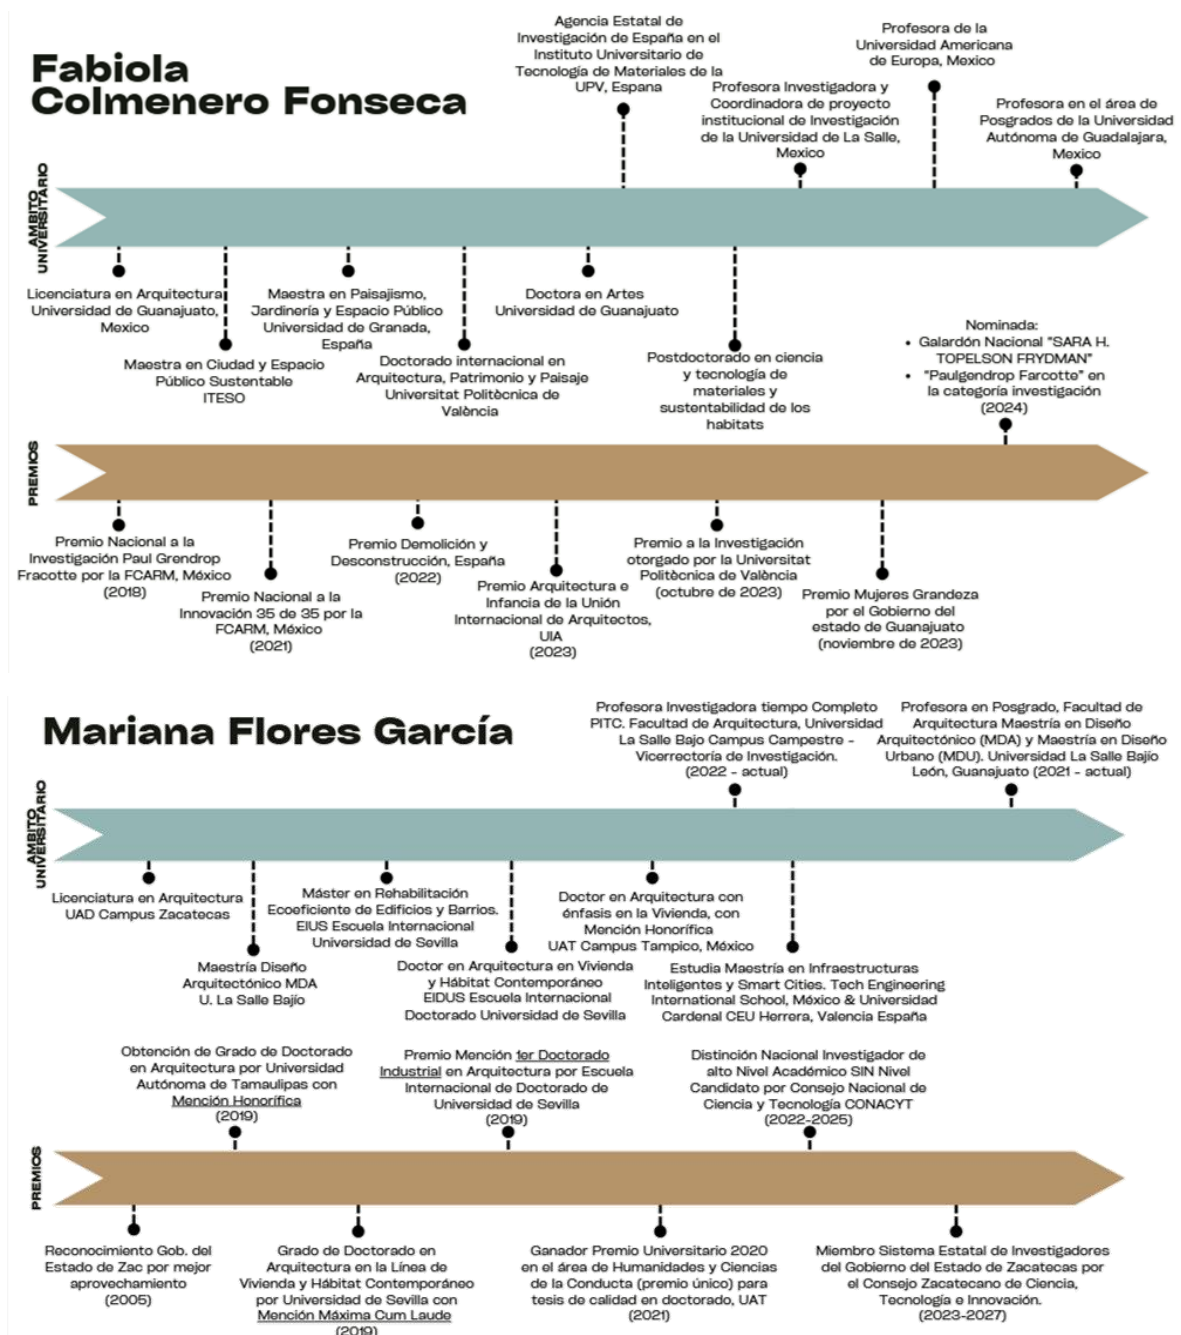 Fabiola
Colmenero Fonseca
Agencia Estatal de
Investigación de España en el
Instituto Universitario de
Tecnología de Materiales de la
UPV, Espana
Profesora Investigadora y
Coordinadora de proyecto
institucional de Investigación
de la Universidad de La Salle,
Mexico
Profesora de la
Universidad Americana
de Europa, Mexico
Profesora en el área de
Posgrados de la Universidad
Autónoma de Guadalajara,
Mexico
AMBITO
UNIVERSITARIO
Licenciatura en Arquitectura
Universidad de Guanajuato,
Mexico
Maestra en Ciudad y Espacio
Público Sustentable
ITESO
Maestra en Paisajismo,
Jardinería y Espacio Público
Universidad de Granada,
España
Doctorado internacional en
Arquitectura, Patrimonio y Paisaje
Universitat Politècnica de
València
Doctora en Artes
Universidad de Guanajuato
Postdoctorado en ciencia
y tecnología de
materiales y
sustentabilidad de los
habitats
Nominada:
• Galardón Nacional "SARA H.
TOPELSON FRYDMAN"
• "Paulgendrop Farcotte" en
la categoría investigación
(2024)
PREMIOS
Premio Nacional a la
Investigación Paul Grendrop
Fracotte por la FCARM, México
(2018)
Premio Nacional a la
Innovación 35 de 35 por la
FCARM, México
(2021)
Premio Demolición y
Desconstrucción, España
(2022)
Premio Arquitectura e
Infancia de la Unión
Internacional de Arquitectos,
UIA
(2023)
Premio a la Investigación
otorgado por la Universitat
Politècnica de València
(octubre de 2023)
Premio Mujeres Grandeza
por el Gobierno del
estado de Guanajuato
(noviembre de 2023)
Mariana Flores García
Profesora Investigadora tiempo Completo
PITC. Facultad de Arquitectura, Universidad
La Salle Bajo Campus Campestre -
Vicerrectoría de Investigación.
(2022 - actual)
Profesora en Posgrado, Facultad de
Arquitectura Maestría en Diseño
Arquitectónico (MDA) y Maestría en Diseño
Urbano (MDU). Universidad La Salle Bajío
León, Guanajuato (2021 - actual)
AMBITO
UNIVERSITARIO
Licenciatura en Arquitectura
UAD Campus Zacatecas
Maestría Diseño
Arquitectónico MDA
U. La Salle Bajío
Máster en Rehabilitación
Ecoeficiente de Edificios y Barrios.
EIUS Escuela Internacional
Universidad de Sevilla
Doctor en Arquitectura en Vivienda
y Hábitat Contemporáneo
EIDUS Escuela Internacional
Doctorado Universidad de Sevilla
Doctor en Arquitectura con
énfasis en la Vivienda, con
Mención Honorífica
UAT Campus Tampico, México
Estudia Maestría en Infraestructuras
Inteligentes y Smart Cities. Tech Engineering
International School, México & Universidad
Cardenal CEU Herrera, Valencia España
Obtención de Grado de Doctorado
en Arquitectura por Universidad
Autónoma de Tamaulipas con
Mención Honorífica
(2019)
Premio Mención 1er Doctorado
Industrial en Arquitectura por Escuela
Internacional de Doctorado de
Universidad de Sevilla
(2019)
Distinción Nacional Investigador de
alto Nivel Académico SIN Nivel
Candidato por Consejo Nacional de
Ciencia y Tecnología CONACYT
(2022-2025)
PREMIOS
Reconocimiento Gob. del
Estado de Zac por mejor
aprovechamiento
(2005)
Grado de Doctorado en
Arquitectura en la Línea de
Vivienda y Hábitat Contemporáneo
por Universidad de Sevilla con
Mención Máxima Cum Laude
(2019)
Ganador Premio Universitario 2020
en el área de Humanidades y Ciencias
de la Conducta (premio único) para
tesis de calidad en doctorado, UAT
(2021)
Miembro Sistema Estatal de Investigadores
del Gobierno del Estado de Zacatecas por
el Consejo Zacatecano de Ciencia,
Tecnología e Innovación.
(2023-2027)